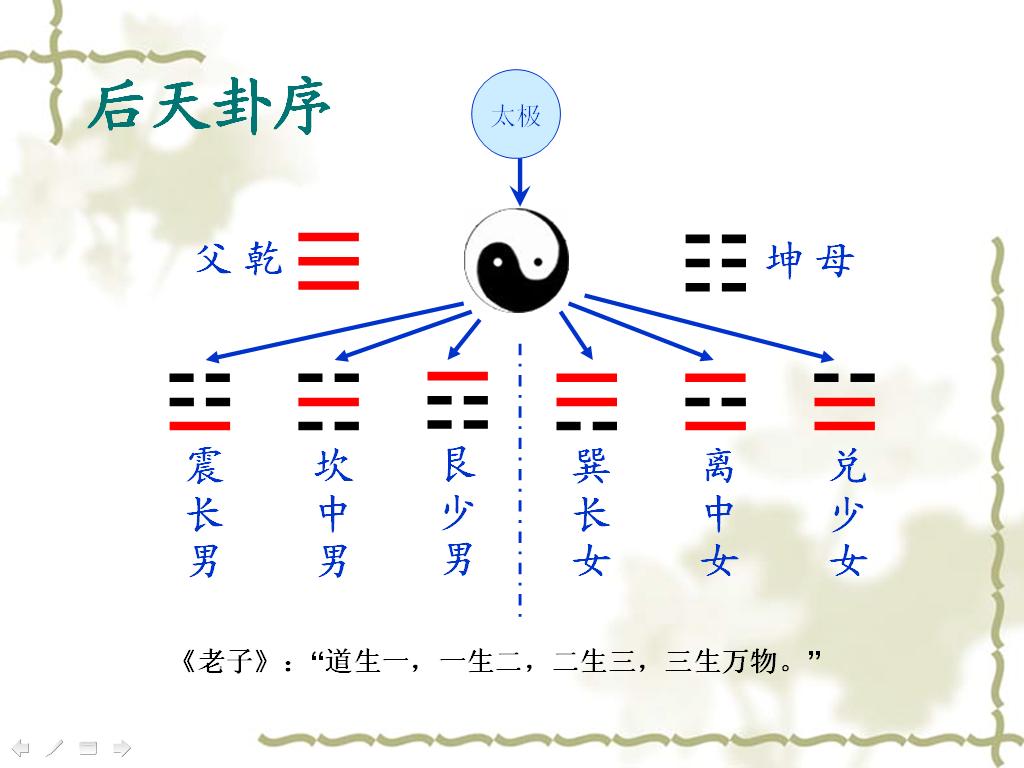 后天卦序
太极
父 乾
坤 母
震长男
坎中男
艮少男
巽长女
离中女
兑少女
《老子》：“道生一，一生二，二生三，三生万物。”